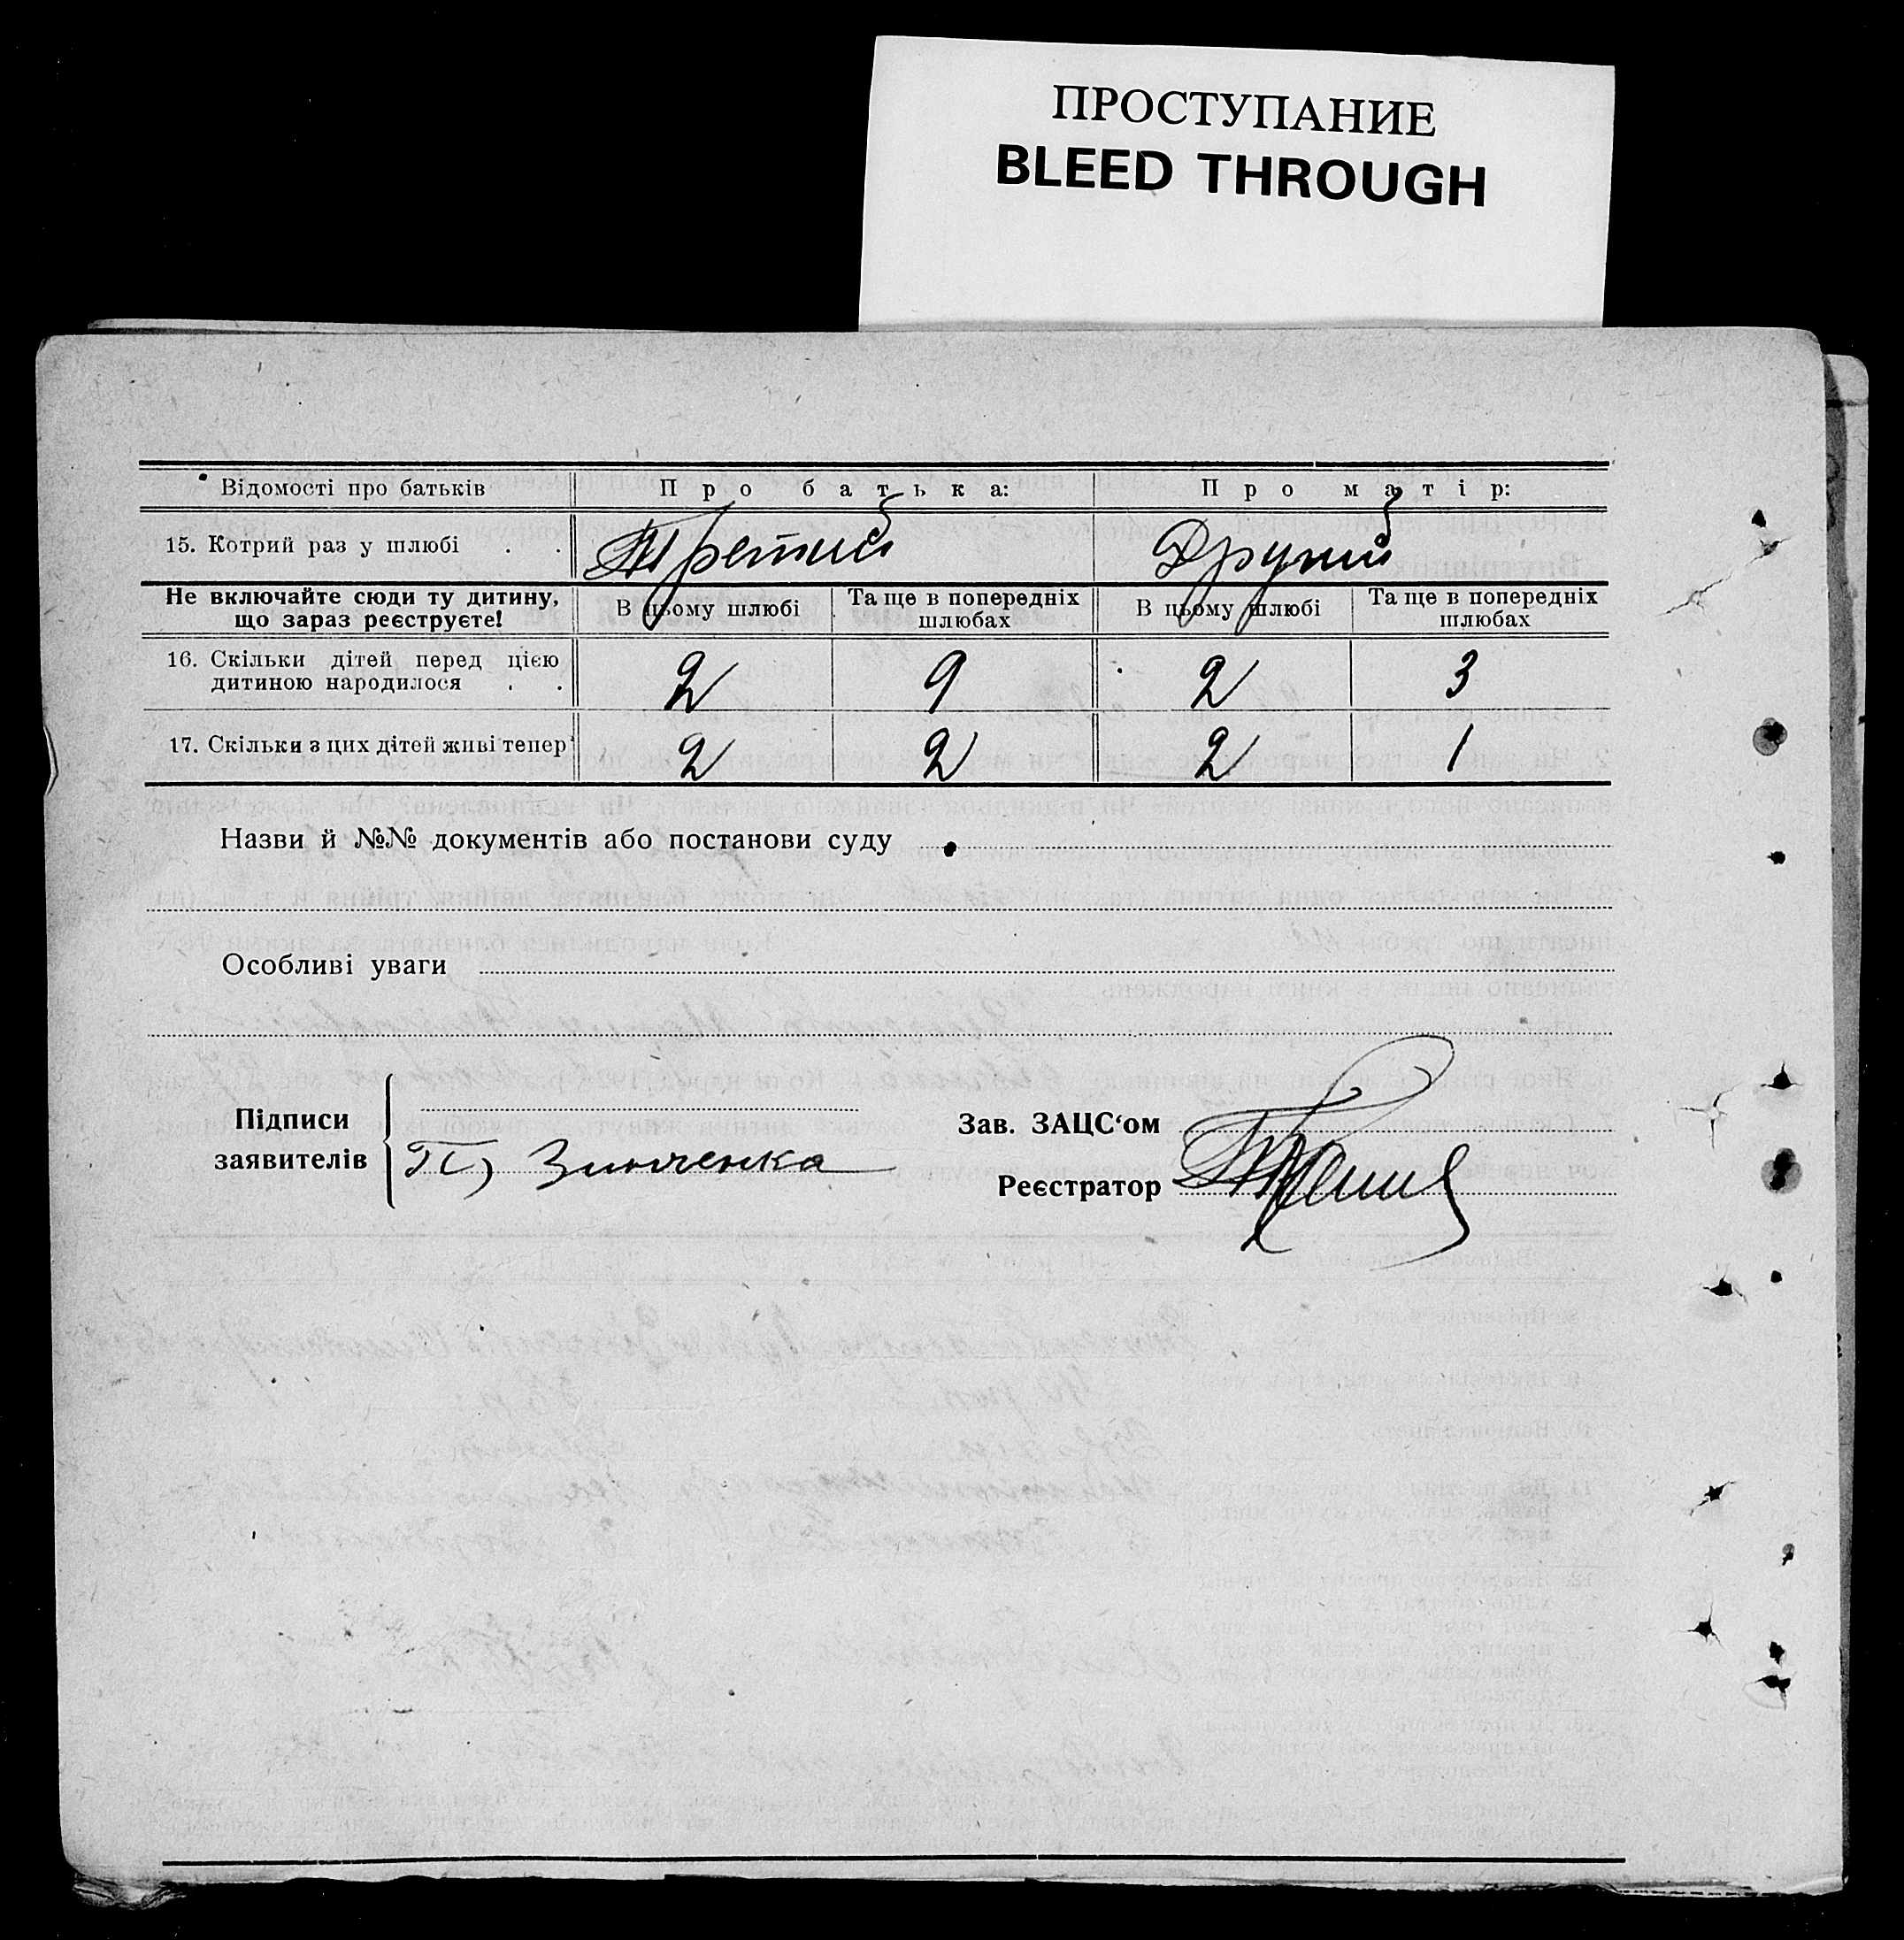 ПРОСТУПАНИЕ
BLEED THROUGH
Відомості про батьків Про батька: Про матір:
15. Котрий раз у шлюбі . . Третий Другий
Не включайте сюди ту дитину, що зараз реєструєте! В цьому шлюбі Та ще в попередніх шлюбах В цьому шлюбі Та ще в попередніх шлюбах
16. Скільки дітей перед цією дитиною народилося . . 2 9 2 3
17. Скільки з цих дітей живі тепер 2 2 2 1
Назви й №№ документів або постанови суду
Особливі уваги
Підписи заявителів Зинченка
Зав. ЗАЦС‘ом
Реєстратор